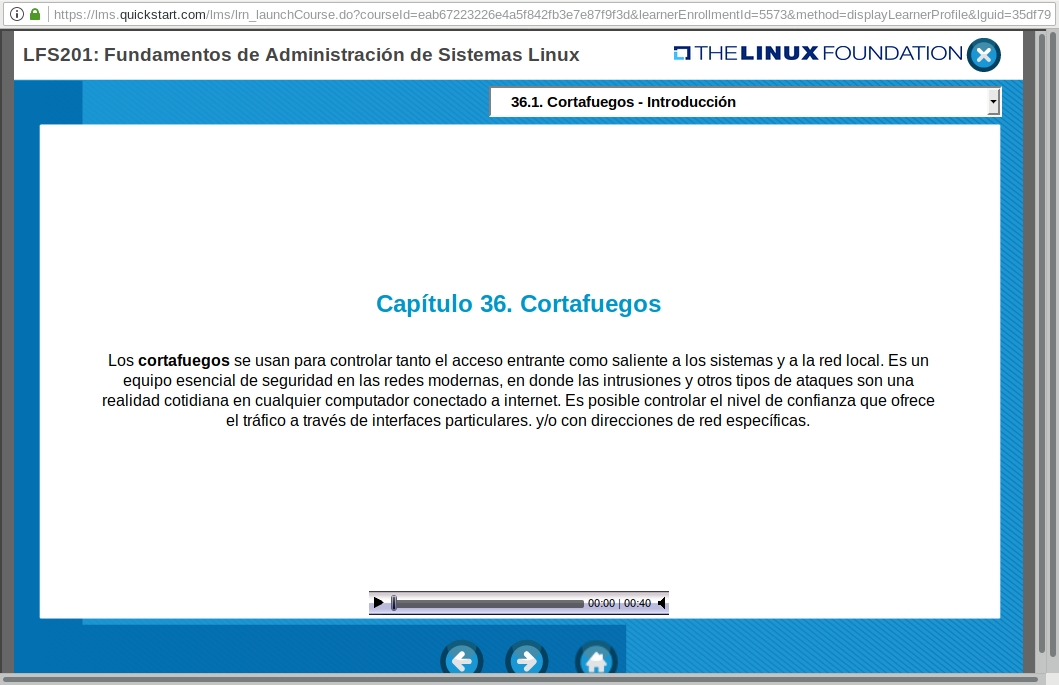 https://lms.quickstart.com/lms/lrn_launchCourse.do?courseId=eab67223226e4a5f842fb3e7e87f9f3d&learnerEnrollmentId=5573&method=displayLearnerProfile&lguid=35df79
LFS201: Fundamentos de Administración de Sistemas Linux
THE LINUX FOUNDATION
36.1. Cortafuegos - Introducción
Capítulo 36. Cortafuegos
Los cortafuegos se usan para controlar tanto el acceso entrante como saliente a los sistemas y a la red local. Es un
equipo esencial de seguridad en las redes modernas, en donde las intrusiones y otros tipos de ataques son una
realidad cotidiana en cualquier computador conectado a internet. Es posible controlar el nivel de confianza que ofrece
el tráfico a través de interfaces particulares. y/o con direcciones de red específicas.
00:00 | 00:40